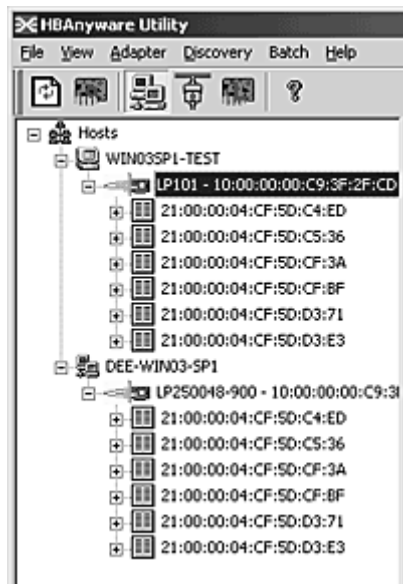 HBAnyware Utility
File View Adapter Discovery Batch Help
?
Hosts
WIN03SP1-TEST
LP101 - 10:00:00:00:C9:3F:2F:CD
21:00:00:04:CF:5D:C4:ED
21:00:00:04:CF:5D:C5:36
21:00:00:04:CF:5D:CF:3A
21:00:00:04:CF:5D:CF:BF
21:00:00:04:CF:5D:D3:71
21:00:00:04:CF:5D:D3:E3
DEE-WIN03-SP1
LP250048-900 - 10:00:00:00:C9:3
21:00:00:04:CF:5D:C4:ED
21:00:00:04:CF:5D:C5:36
21:00:00:04:CF:5D:CF:3A
21:00:00:04:CF:5D:CF:BF
21:00:00:04:CF:5D:D3:71
21:00:00:04:CF:5D:D3:E3